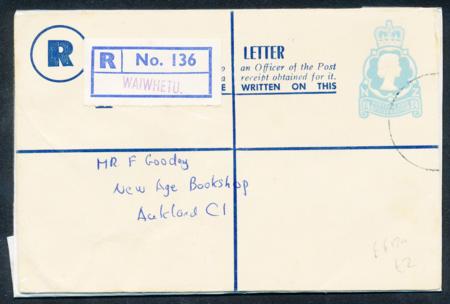 R
R No. 136
WAIWHETU.
LETTER
an Officer of the Post
receipt obtained for it.
E WRITTEN ON THIS
MR F Gooday
New Age Bookshop
Auckland C1
£2